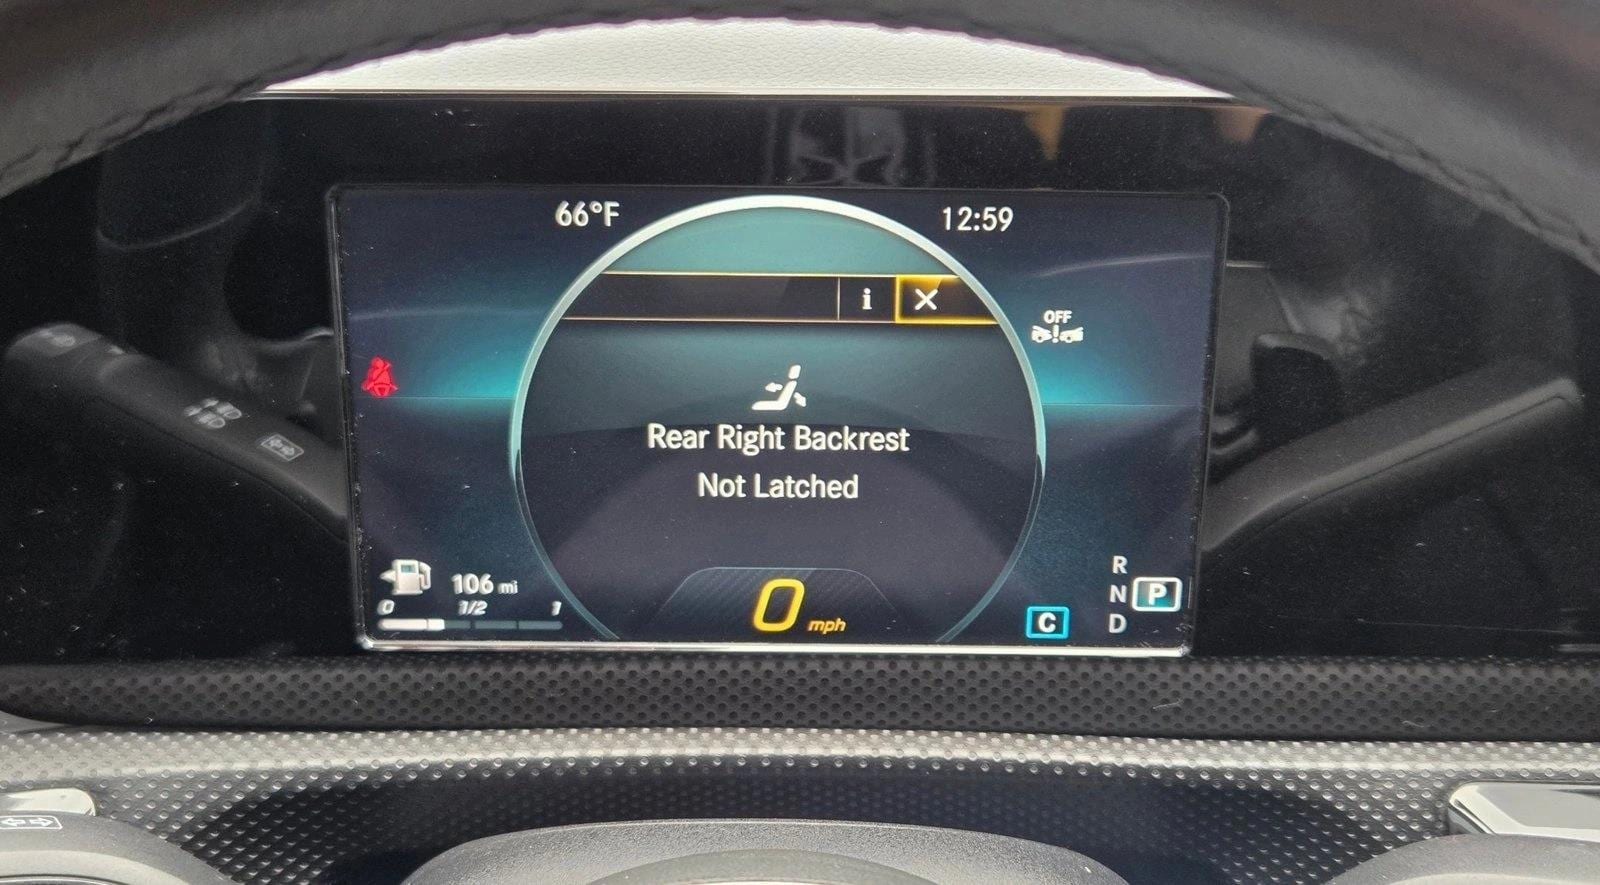 66°F
12:59
i
OFF
Rear Right Backrest
Not Latched
106 mi
0 1/2 1
0 mph
C
R
N P
D